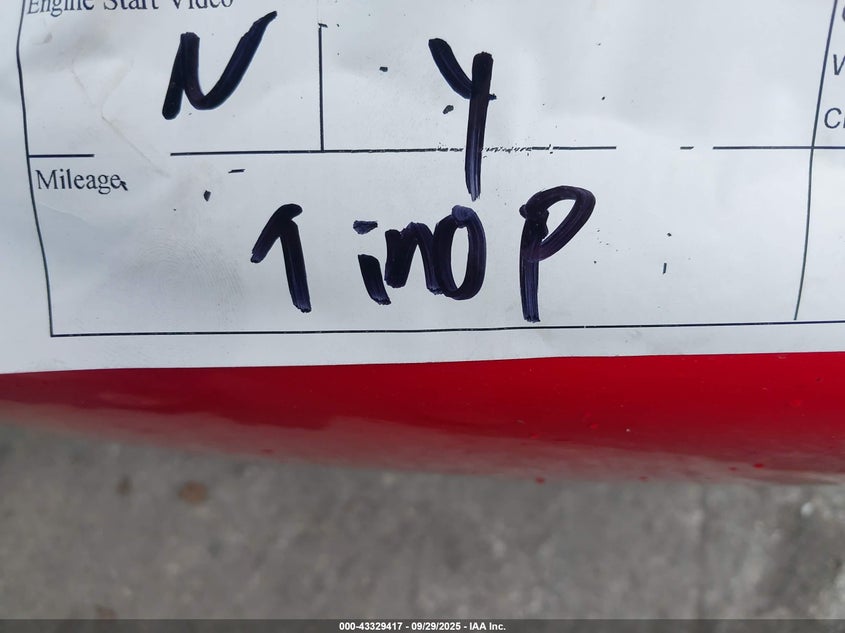 Engine Start Video
N Y
Mileage
1 inOP
000-43329417 - 09/29/2025 - IAA Inc.